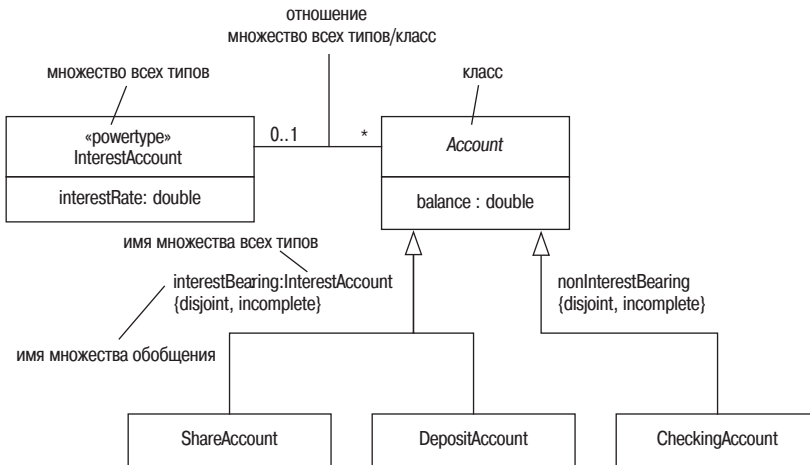 отношение
множество всех типов/класс
множество всех типов
класс
«powertype»
InterestAccount
0..1
*
Account
interestRate: double
balance : double
имя множества всех типов
interestBearing:InterestAccount
{disjoint, incomplete}
nonInterestBearing
{disjoint, incomplete}
имя множества обобщения
ShareAccount
DepositAccount
CheckingAccount